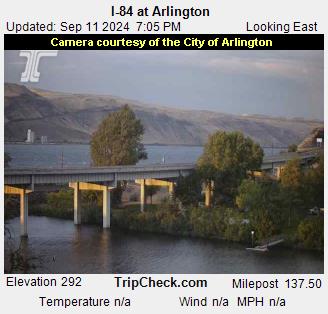 I-84 at Arlington
Updated: Sep 11 2024 7:05 PM Looking East
Camera courtesy of the City of Arlington
Elevation 292 TripCheck.com Milepost 137.50
Temperature n/a Wind n/a MPH n/a